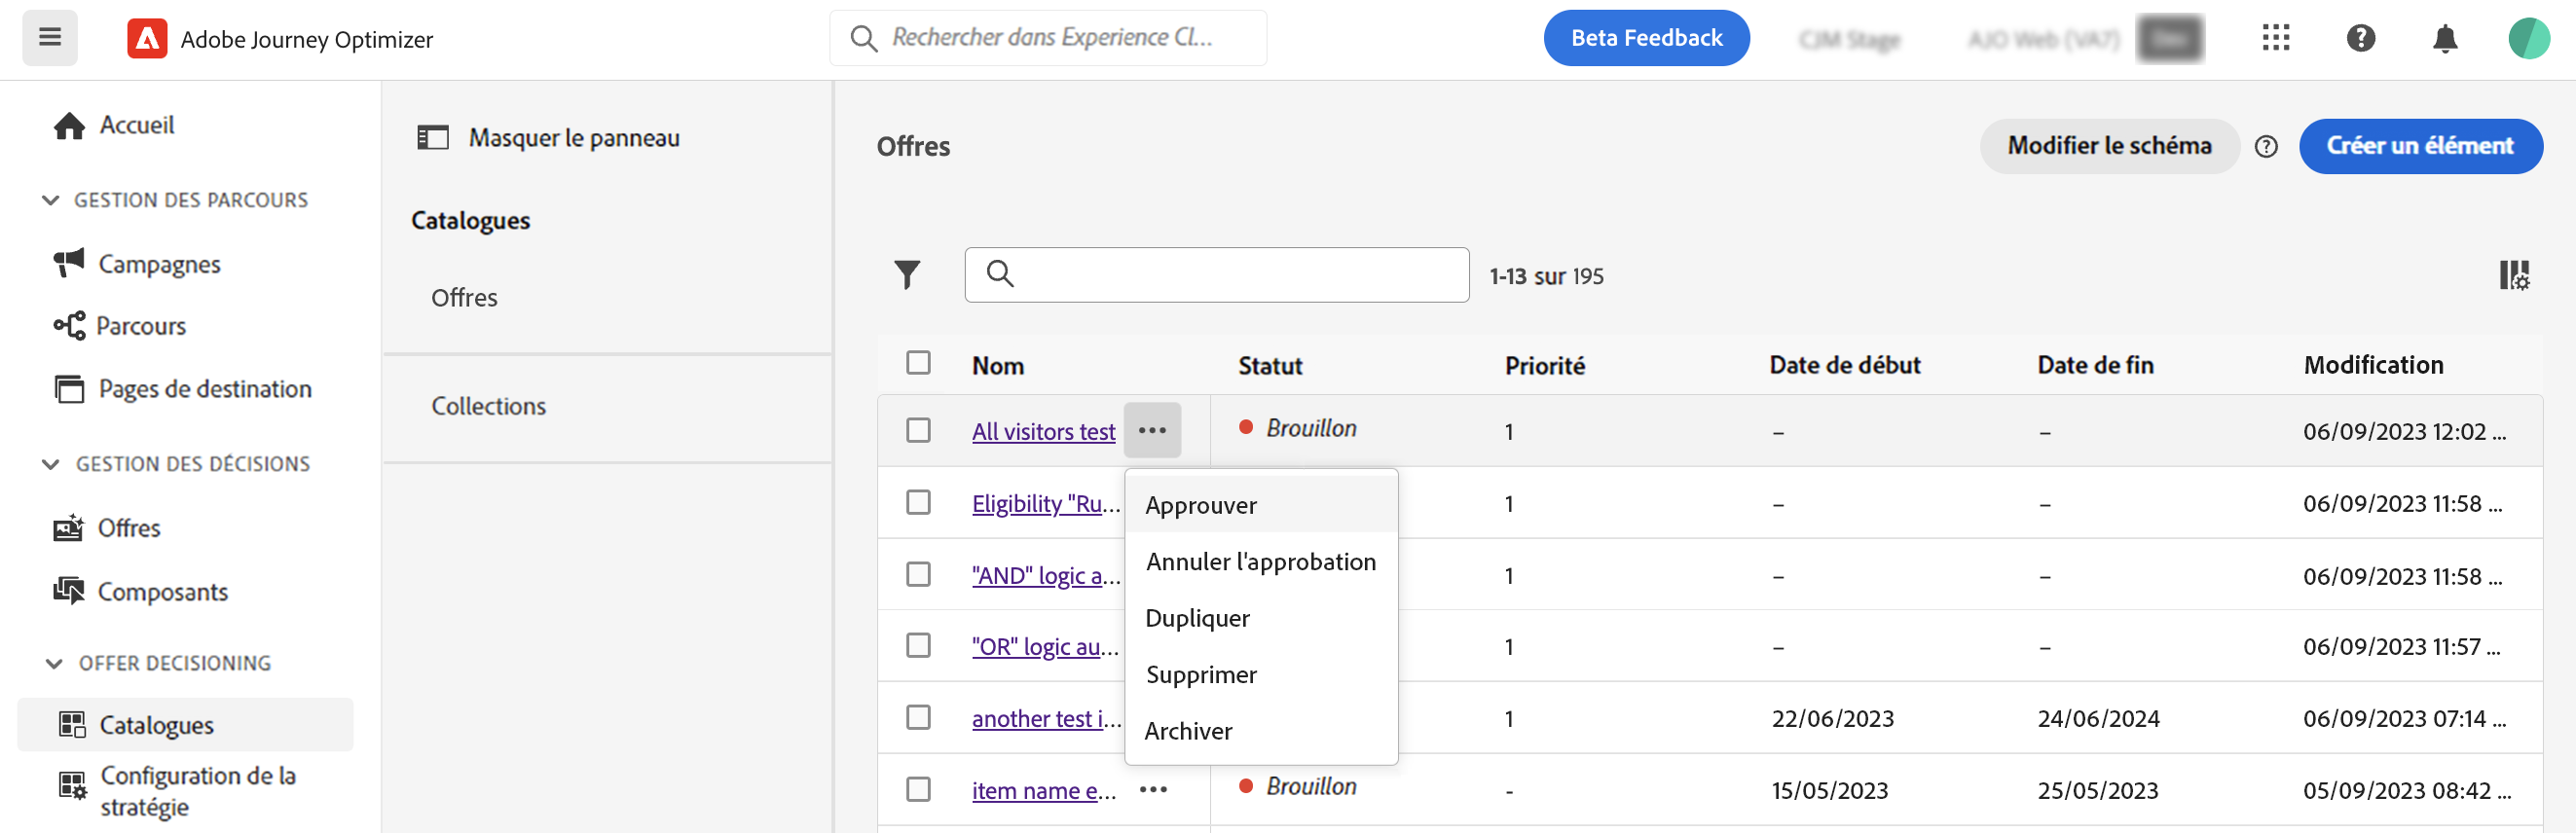 Adobe Journey Optimizer
Rechercher dans Experience Cl...
Beta Feedback
Accueil
GESTION DES PARCOURS
Campagnes
Parcours
Pages de destination
GESTION DES DÉCISIONS
Offres
Composants
OFFER DECISIONING
Catalogues
Configuration de la
stratégie
Masquer le panneau
Catalogues
Offres
Collections
Offres
Modifier le schéma
Créer un élément
1-13 sur 195
Nom Statut Priorité Date de début Date de fin Modification
All visitors test ••• Brouillon 1 – – 06/09/2023 12:02 ...
Eligibility "Ru... 1 – – 06/09/2023 11:58 ...
"AND" logic a... 1 – – 06/09/2023 11:58 ...
"OR" logic au... 1 – – 06/09/2023 11:57 ...
another test i... 1 22/06/2023 24/06/2024 06/09/2023 07:14 ...
item name e... ••• Brouillon - 15/05/2023 25/05/2023 05/09/2023 08:42 ...
Approuver
Annuler l'approbation
Dupliquer
Supprimer
Archiver